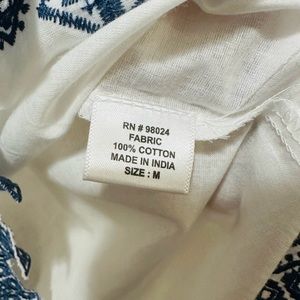 RN # 98024
FABRIC
100% COTTON
MADE IN INDIA
SIZE : M